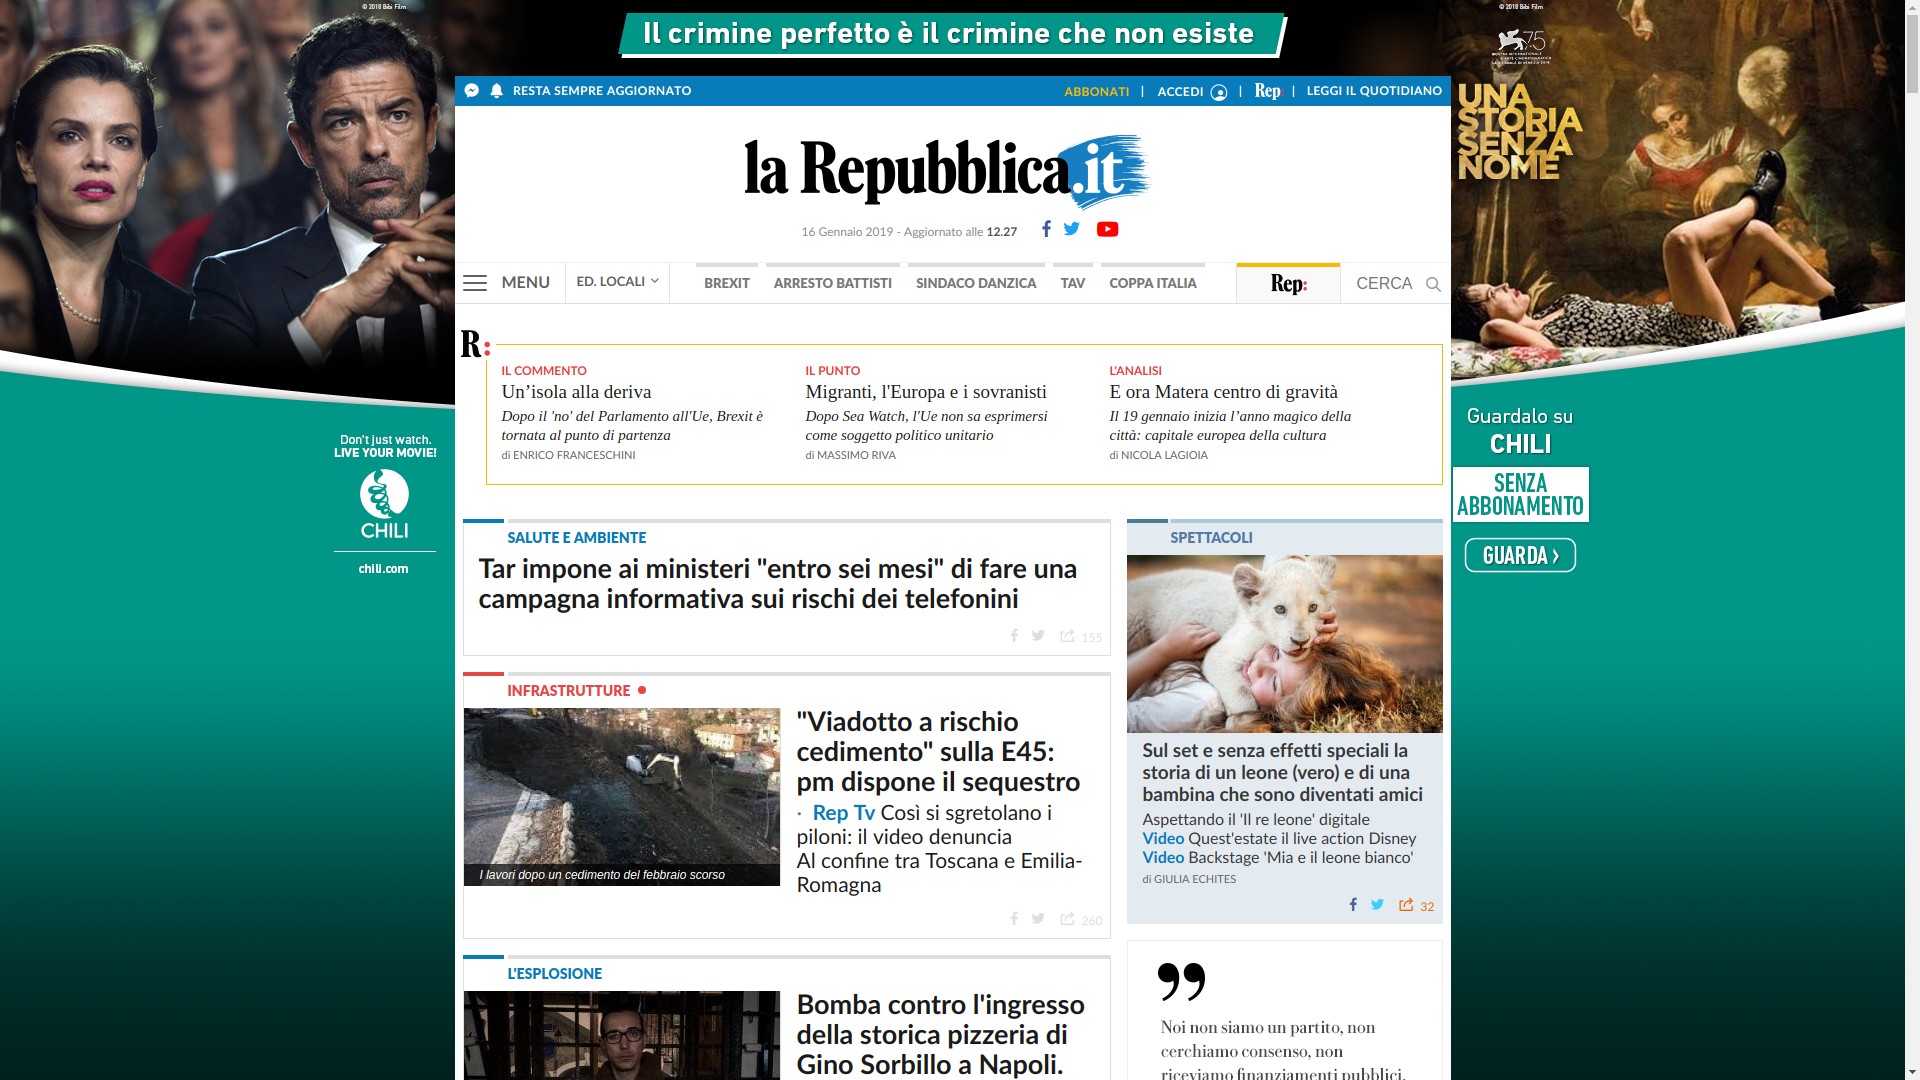 © 2018 Bibi Film
Il crimine perfetto è il crimine che non esiste
© 2018 Bibi Film
75
UNA
STORIA
SENZA
NOME
RESTA SEMPRE AGGIORNATO
ABBONATI | ACCEDI | Rep: | LEGGI IL QUOTIDIANO
la Repubblica.it
16 Gennaio 2019 - Aggiornato alle 12.27
MENU ED. LOCALI BREXIT ARRESTO BATTISTI SINDACO DANZICA TAV COPPA ITALIA Rep: CERCA
R:
IL COMMENTO
Un’isola alla deriva
Dopo il 'no' del Parlamento all'Ue, Brexit è
tornata al punto di partenza
di ENRICO FRANCESCHINI
IL PUNTO
Migranti, l'Europa e i sovranisti
Dopo Sea Watch, l'Ue non sa esprimersi
come soggetto politico unitario
di MASSIMO RIVA
L'ANALISI
E ora Matera centro di gravità
Il 19 gennaio inizia l’anno magico della
città: capitale europea della cultura
di NICOLA LAGIOIA
Don't just watch.
LIVE YOUR MOVIE!
CHILI
chili.com
Guardalo su
CHILI
SENZA
ABBONAMENTO
GUARDA ›
SALUTE E AMBIENTE
Tar impone ai ministeri "entro sei mesi" di fare una
campagna informativa sui rischi dei telefonini
155
INFRASTRUTTURE
I lavori dopo un cedimento del febbraio scorso
"Viadotto a rischio
cedimento" sulla E45:
pm dispone il sequestro
· Rep Tv Così si sgretolano i
piloni: il video denuncia
Al confine tra Toscana e Emilia-
Romagna
260
L'ESPLOSIONE
Bomba contro l'ingresso
della storica pizzeria di
Gino Sorbillo a Napoli.
SPETTACOLI
Sul set e senza effetti speciali la
storia di un leone (vero) e di una
bambina che sono diventati amici
Aspettando il 'Il re leone' digitale
Video Quest'estate il live action Disney
Video Backstage 'Mia e il leone bianco'
di GIULIA ECHITES
32
”
Noi non siamo un partito, non
cerchiamo consenso, non
riceviamo finanziamenti pubblici,